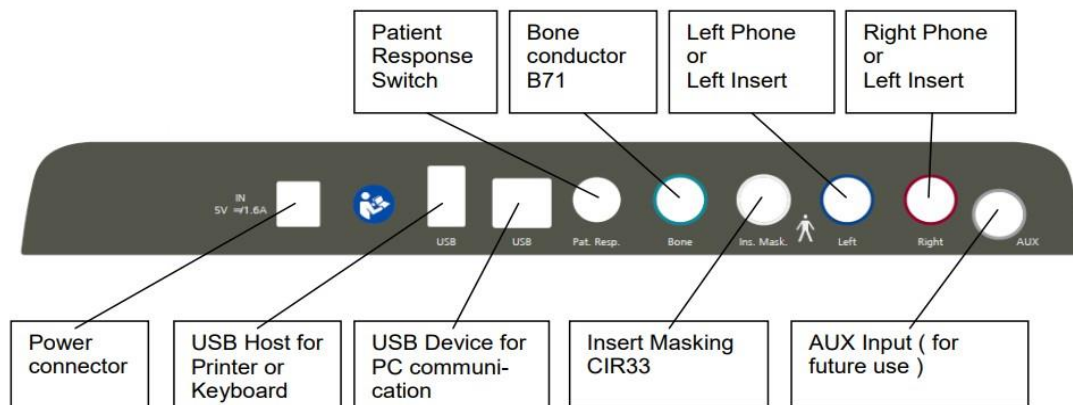 Patient
Response
Switch
Bone
conductor
B71
Left Phone
or
Left Insert
Right Phone
or
Left Insert
IN
5V ⎓/1.6A
USB
USB
Pat. Resp.
Bone
Ins. Mask.
Left
Right
AUX
Power
connector
USB Host for
Printer or
Keyboard
USB Device for
PC communi-
cation
Insert Masking
CIR33
AUX Input ( for
future use )